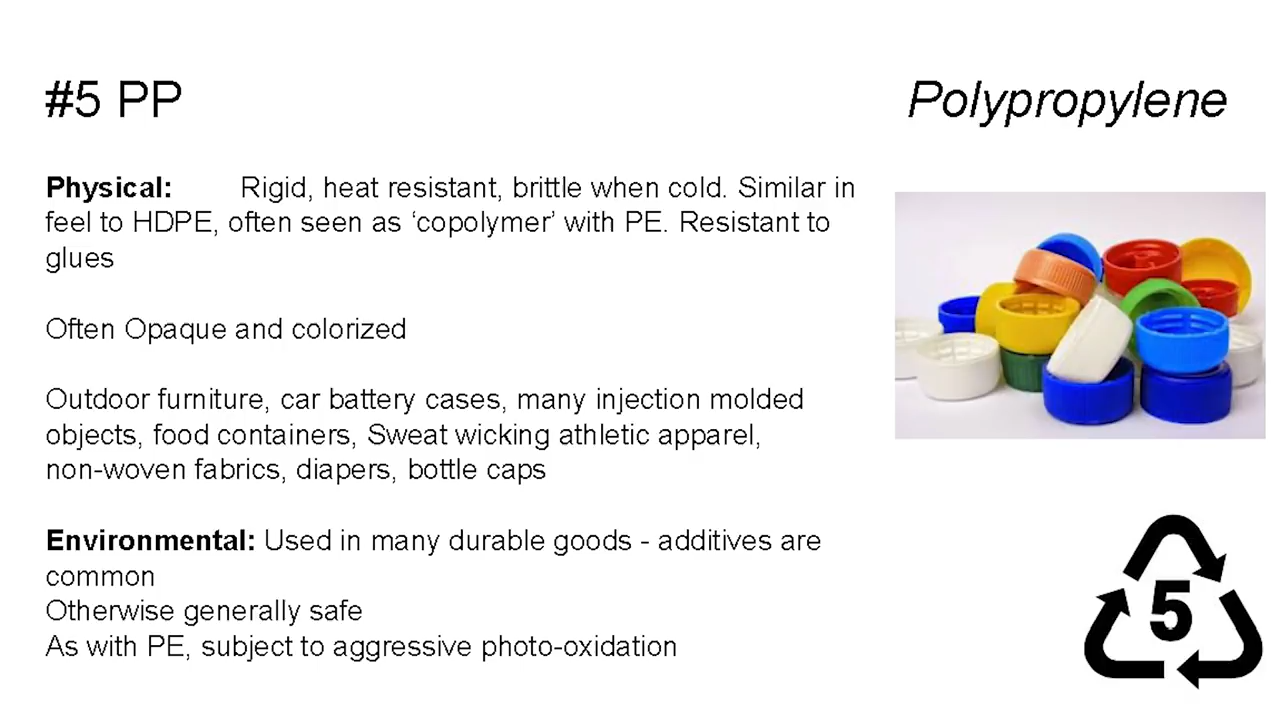 #5 PP
Polypropylene
Physical: Rigid, heat resistant, brittle when cold. Similar in
feel to HDPE, often seen as ‘copolymer’ with PE. Resistant to
glues
Often Opaque and colorized
Outdoor furniture, car battery cases, many injection molded
objects, food containers, Sweat wicking athletic apparel,
non-woven fabrics, diapers, bottle caps
Environmental: Used in many durable goods - additives are
common
Otherwise generally safe
As with PE, subject to aggressive photo-oxidation
5